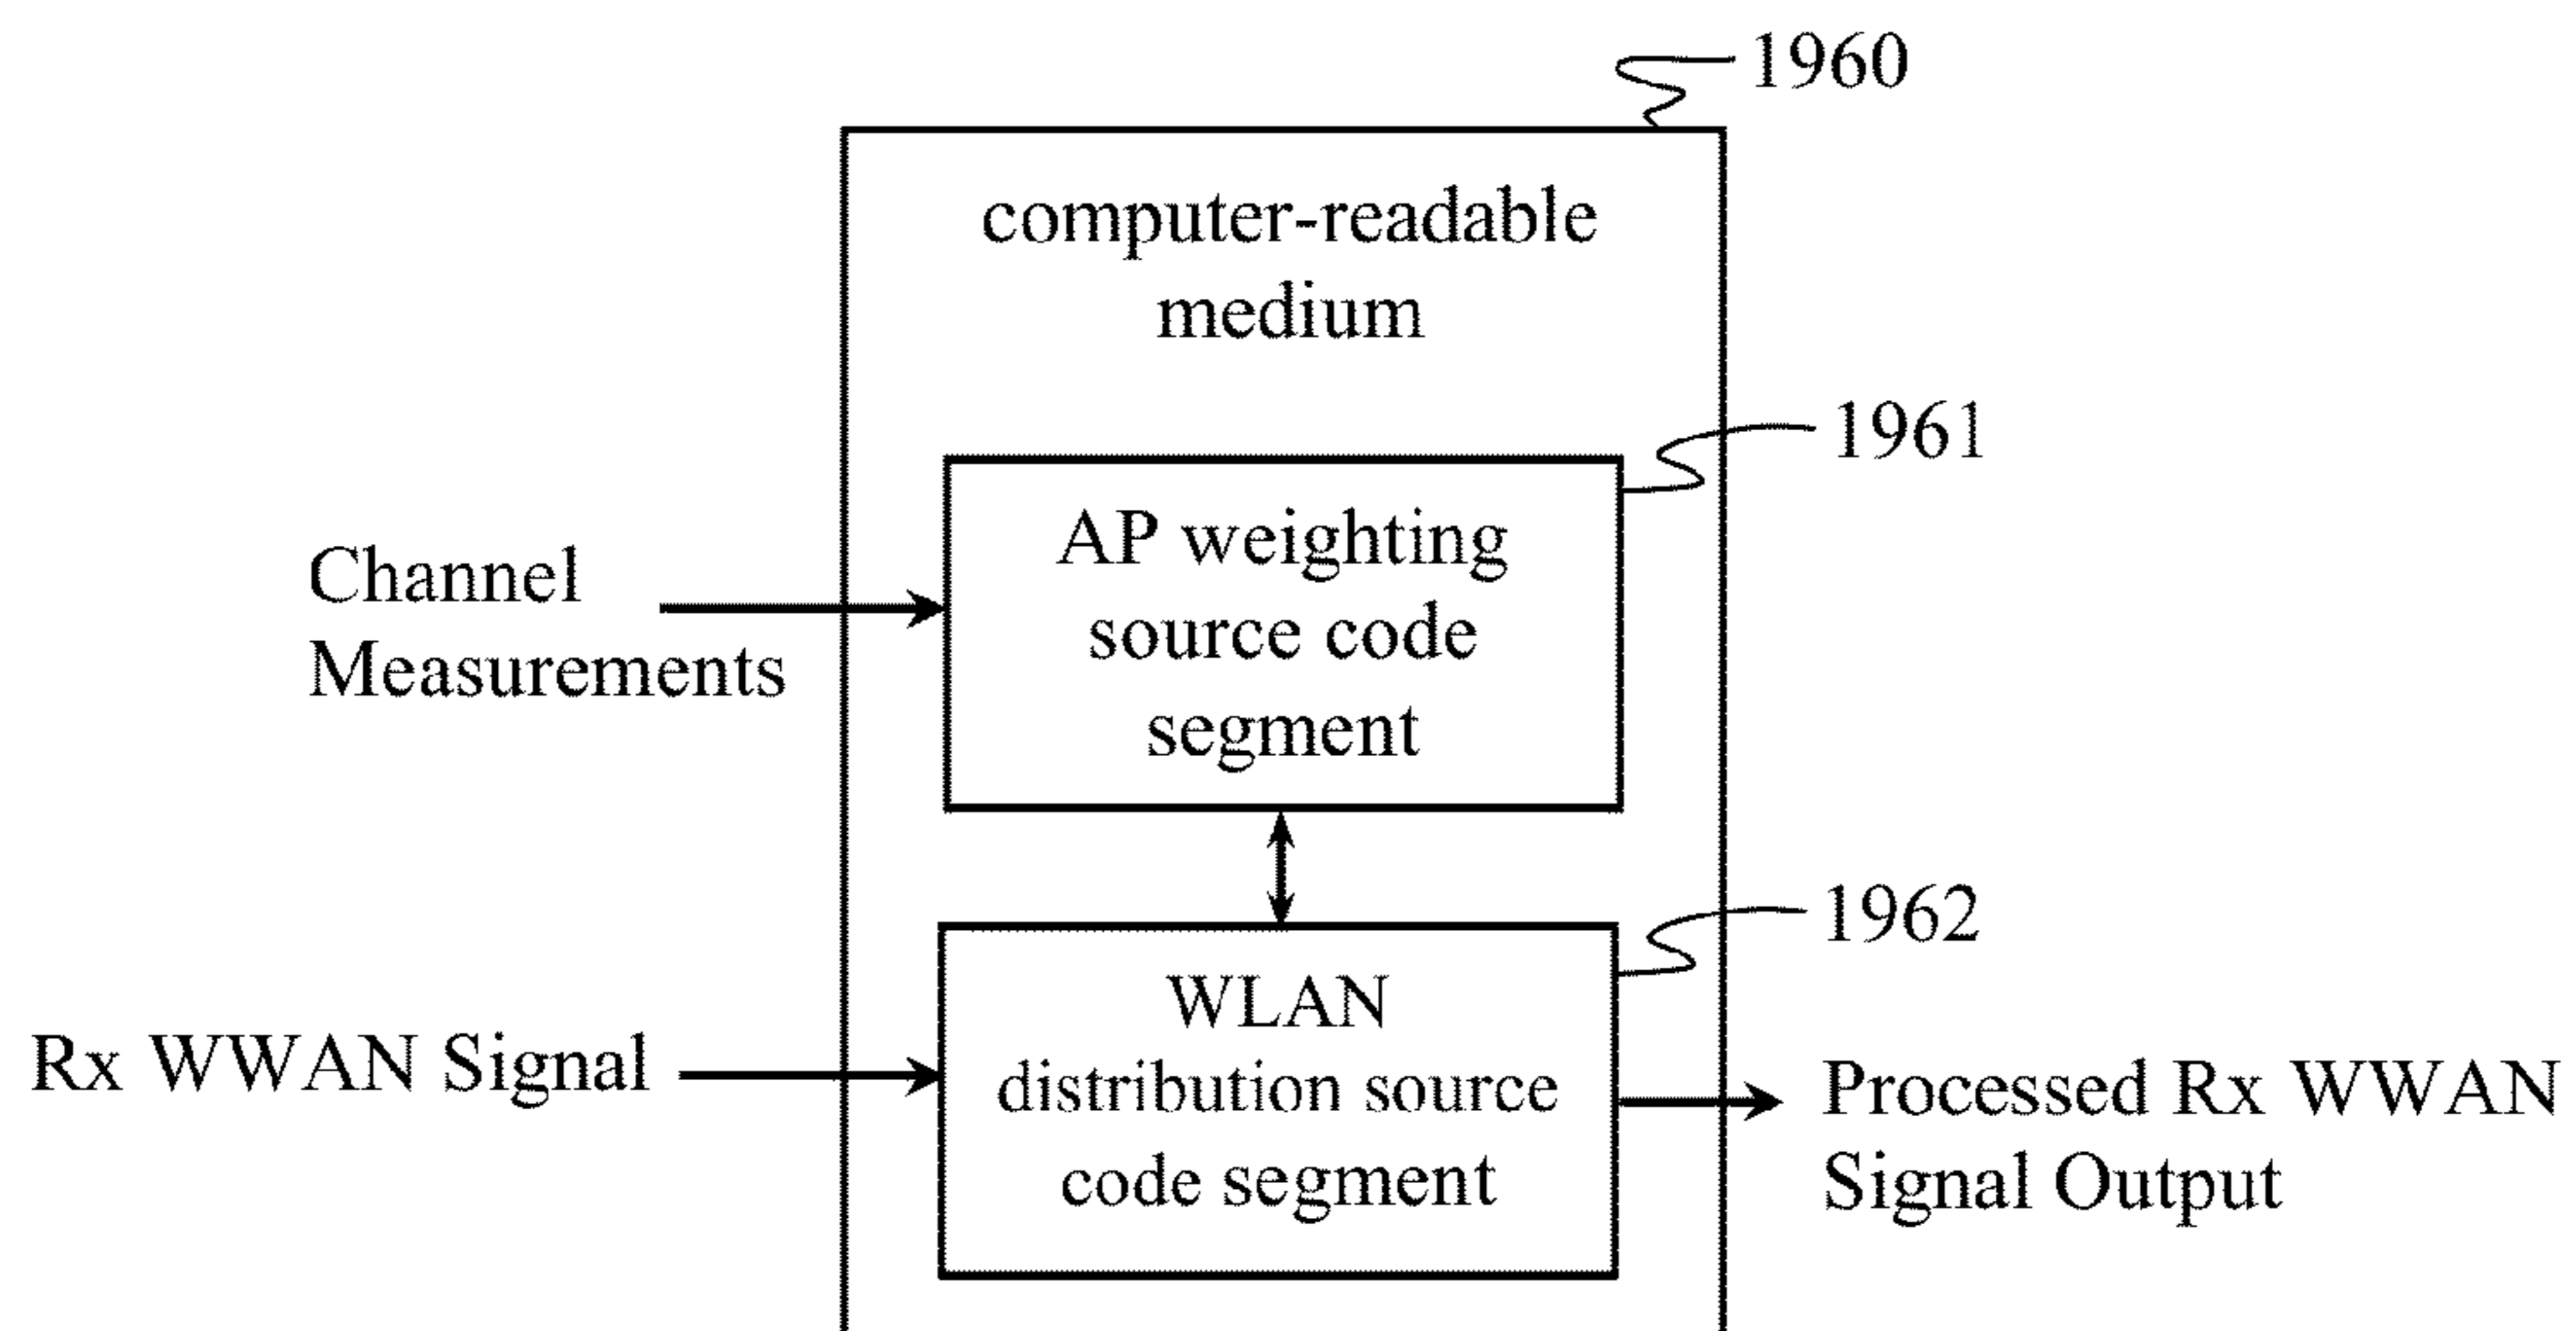 1960
computer-readable
medium
1961
AP weighting
source code
segment
Channel
Measurements
1962
WLAN
distribution source
code segment
Rx WWAN Signal
Processed Rx WWAN
Signal Output